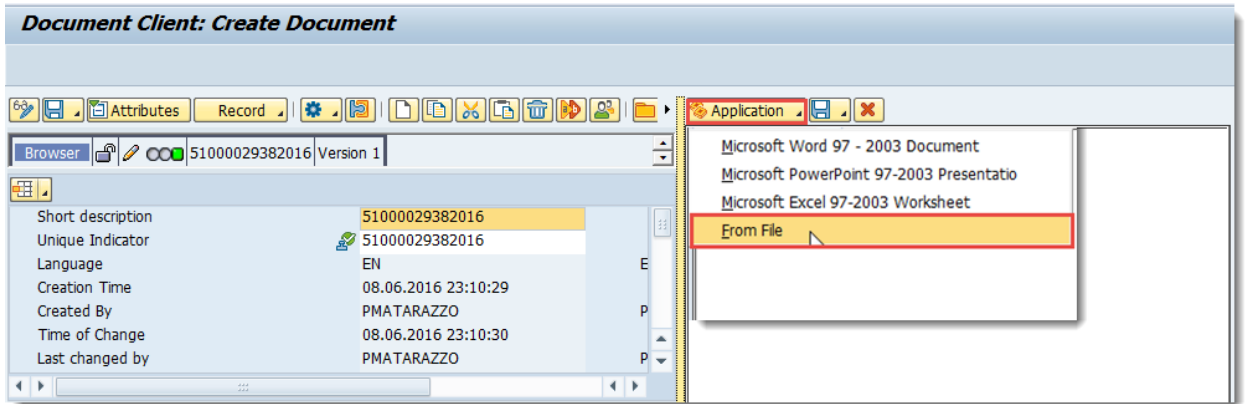 Document Client: Create Document
Attributes Record Application
Browser 51000029382016 Version 1
Microsoft Word 97 - 2003 Document
Microsoft PowerPoint 97-2003 Presentatio
Microsoft Excel 97-2003 Worksheet
From File
Short description 51000029382016
Unique Indicator 51000029382016
Language EN E
Creation Time 08.06.2016 23:10:29
Created By PMATARAZZO P
Time of Change 08.06.2016 23:10:30
Last changed by PMATARAZZO P